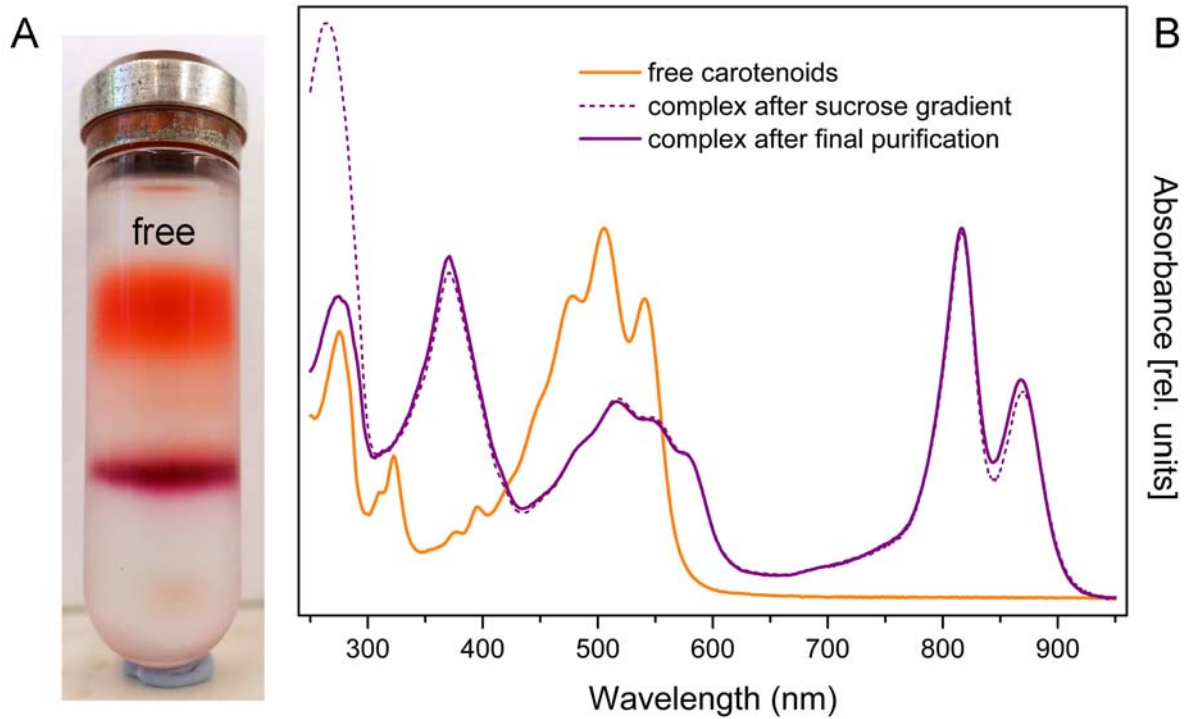 A
B
free
free carotenoids
complex after sucrose gradient
complex after final purification
Absorbance [rel. units]
300 400 500 600 700 800 900
Wavelength (nm)